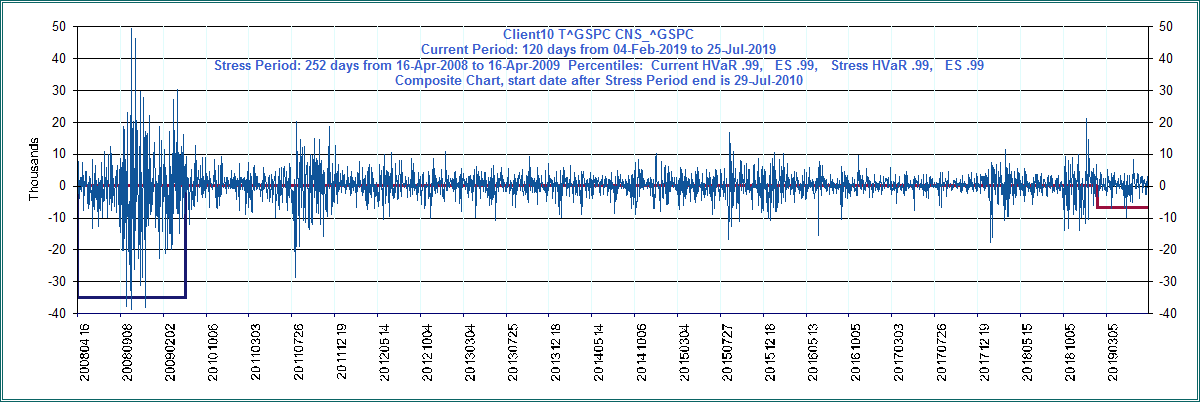 Client10 T^GSPC CNS_^GSPC
Current Period: 120 days from 04-Feb-2019 to 25-Jul-2019
Stress Period: 252 days from 16-Apr-2008 to 16-Apr-2009 Percentiles: Current HVaR .99, ES .99, Stress HVaR .99, ES .99
Composite Chart, start date after Stress Period end is 29-Jul-2010
50 50
40 40
30 30
20 20
10 10
0 0
-10 -10
-20 -20
-30 -30
-40 -40
Thousands
20080416 20080908 20090202 20101006 20110303 20110726 20111219 20120514 20121004 20130304 20130725 20131218 20140514 20141006 20150304 20150727 20151218 20160513 20161005 20170303 20170726 20171219 20180515 20181005 20190305